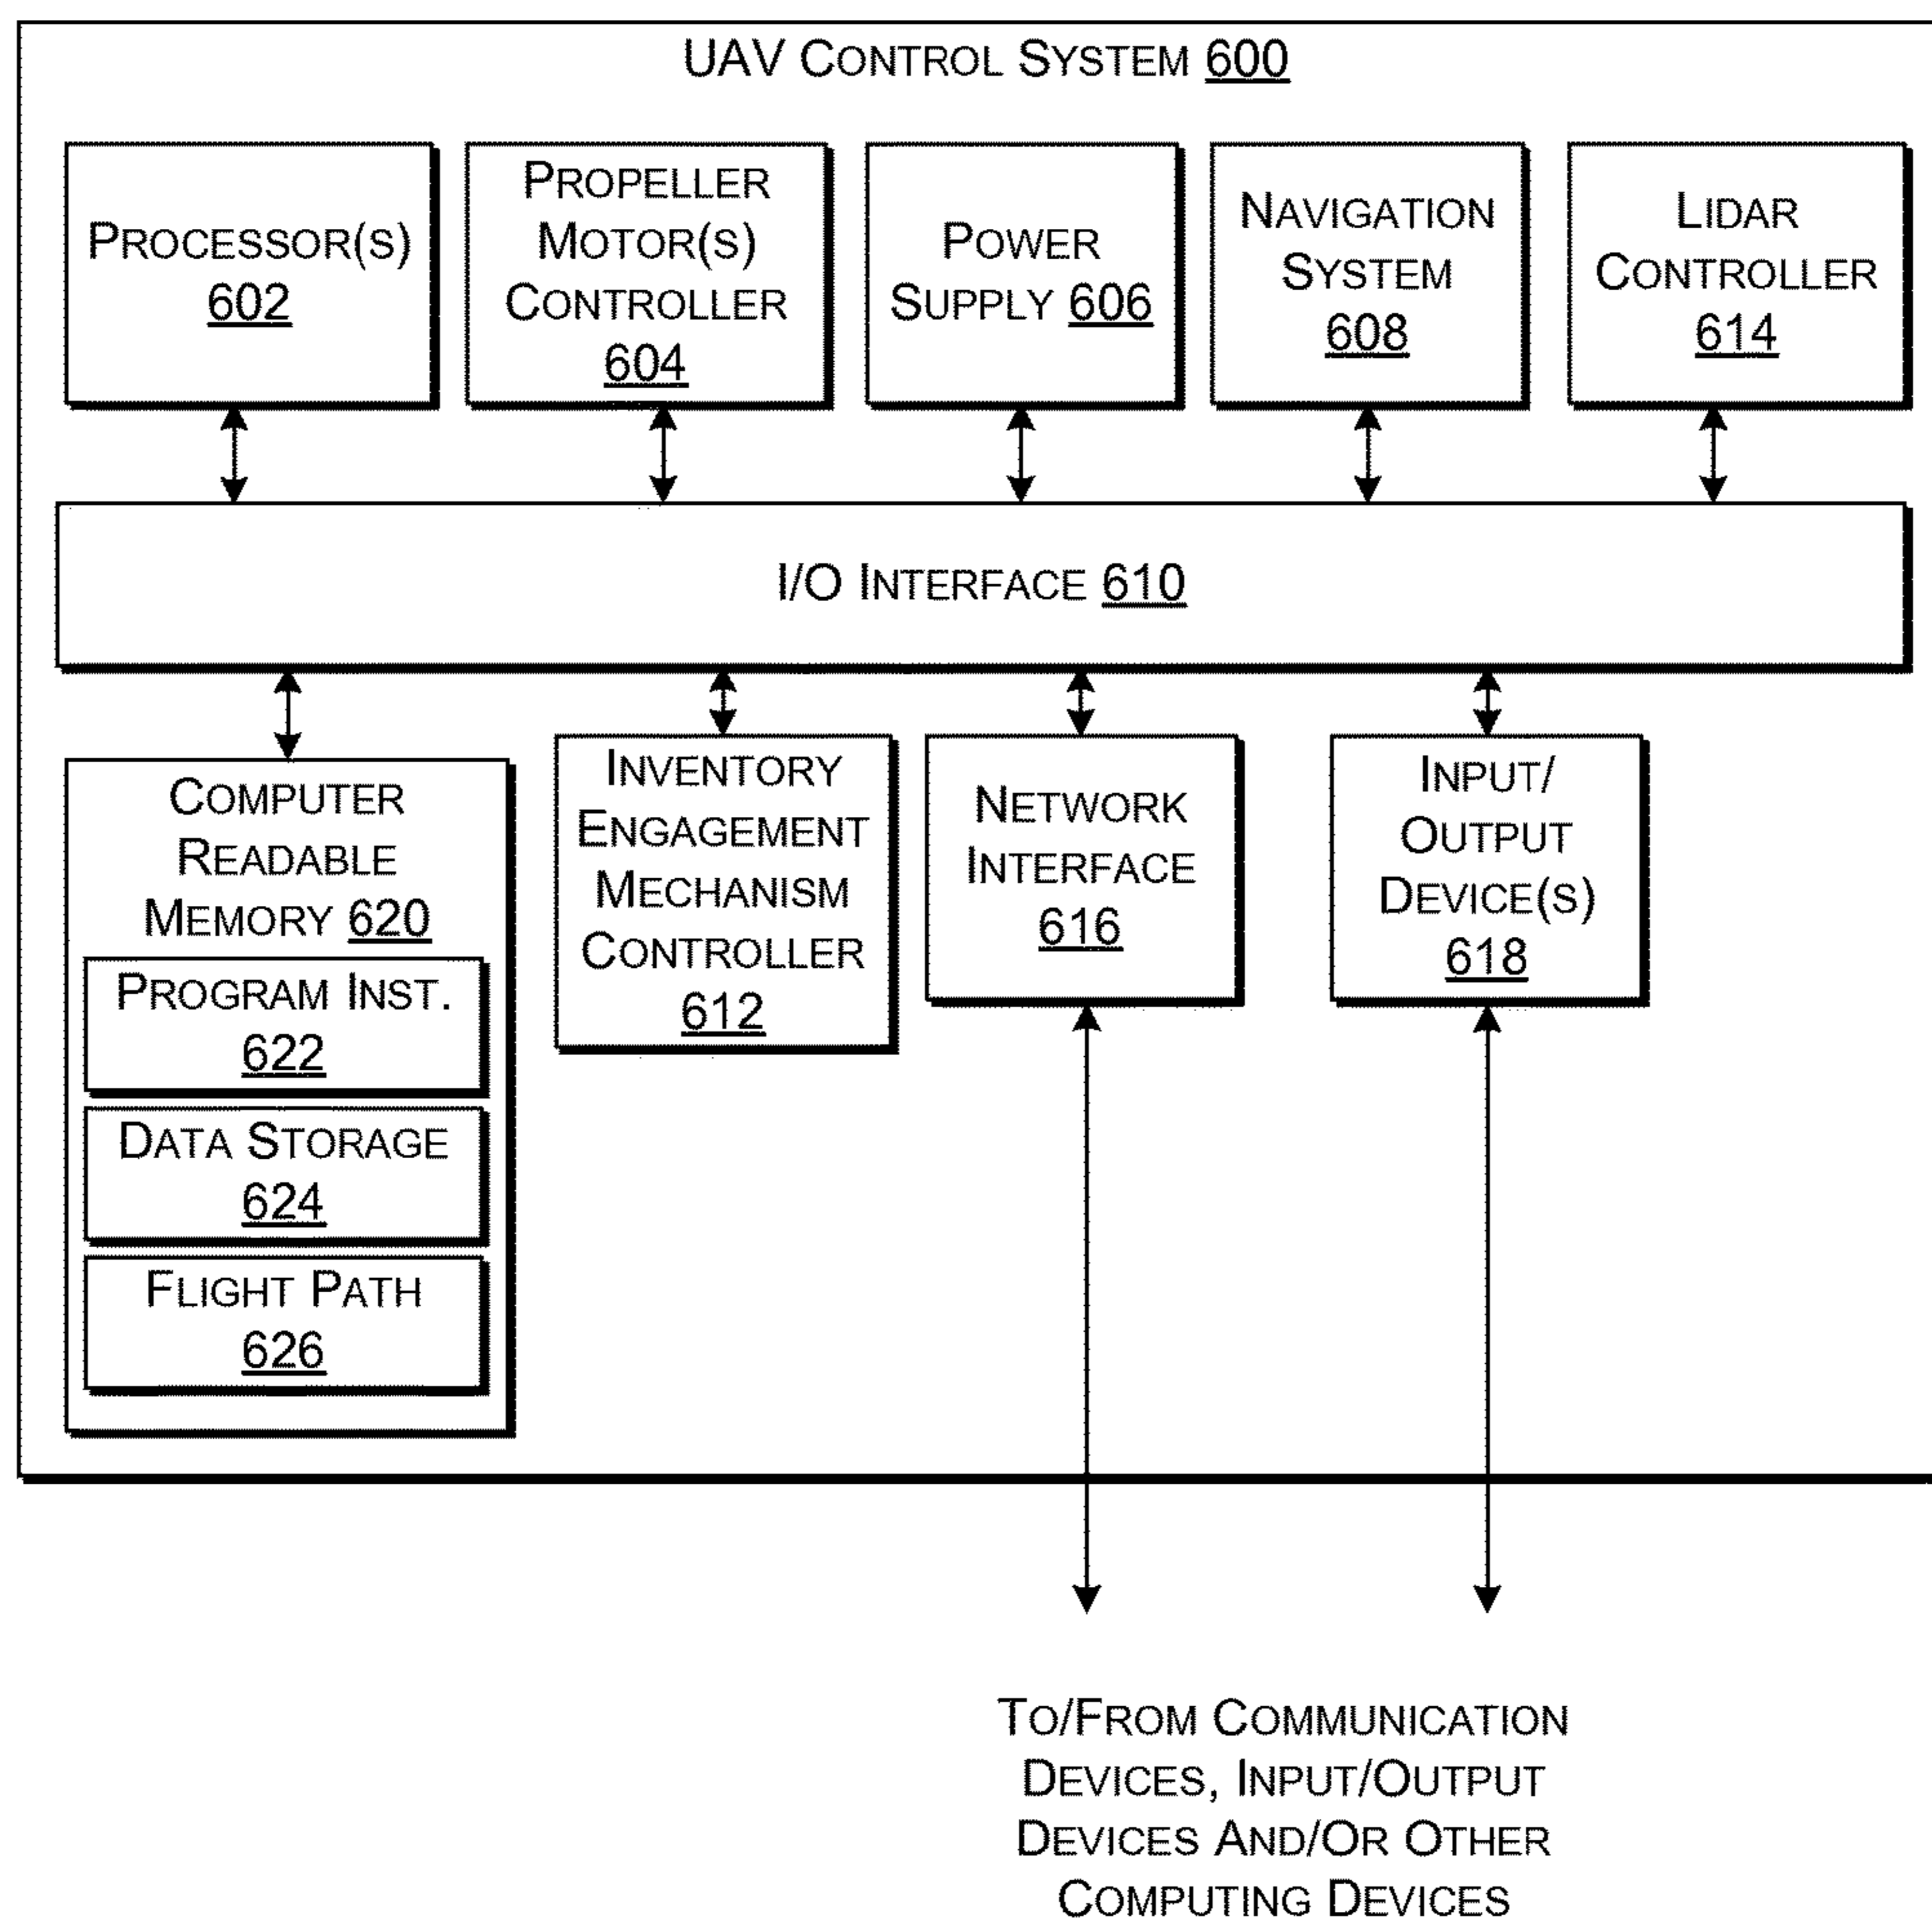 UAV CONTROL SYSTEM 600
PROCESSOR(S)
602
PROPELLER
MOTOR(S)
CONTROLLER
604
POWER
SUPPLY 606
NAVIGATION
SYSTEM
608
LIDAR
CONTROLLER
614
I/O INTERFACE 610
COMPUTER
READABLE
MEMORY 620
PROGRAM INST.
622
DATA STORAGE
624
FLIGHT PATH
626
INVENTORY
ENGAGEMENT
MECHANISM
CONTROLLER
612
NETWORK
INTERFACE
616
INPUT/
OUTPUT
DEVICE(S)
618
TO/FROM COMMUNICATION
DEVICES, INPUT/OUTPUT
DEVICES AND/OR OTHER
COMPUTING DEVICES